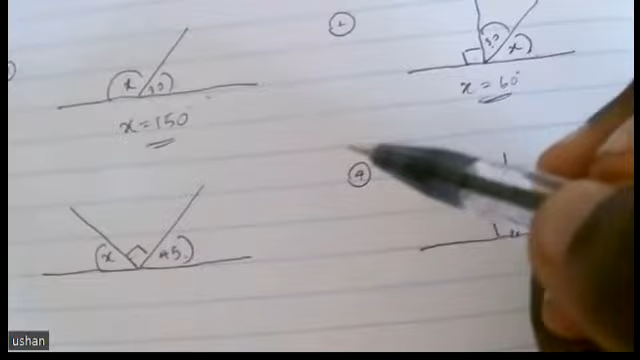 2
x 30
x = 150
30 x
x = 60°
4
x 45
ushan